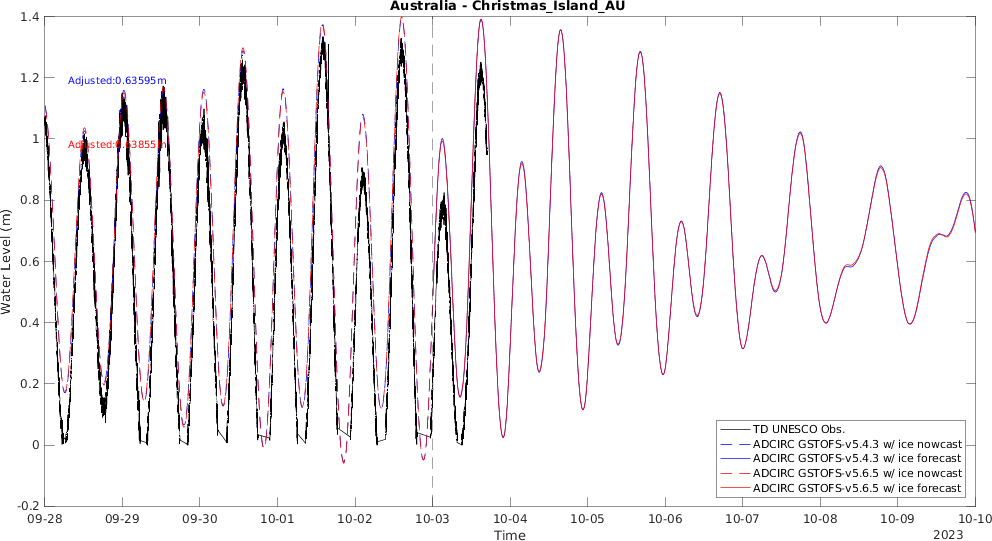 Australia - Christmas_Island_AU
Water Level (m)
1.4
1.2
1
0.8
0.6
0.4
0.2
0
-0.2
Adjusted:0.63595m
Adjusted:0.63855m
TD UNESCO Obs.
ADCIRC GSTOFS-v5.4.3 w/ ice nowcast
ADCIRC GSTOFS-v5.4.3 w/ ice forecast
ADCIRC GSTOFS-v5.6.5 w/ ice nowcast
ADCIRC GSTOFS-v5.6.5 w/ ice forecast
09-28 09-29 09-30 10-01 10-02 10-03 10-04 10-05 10-06 10-07 10-08 10-09 10-10
Time
2023